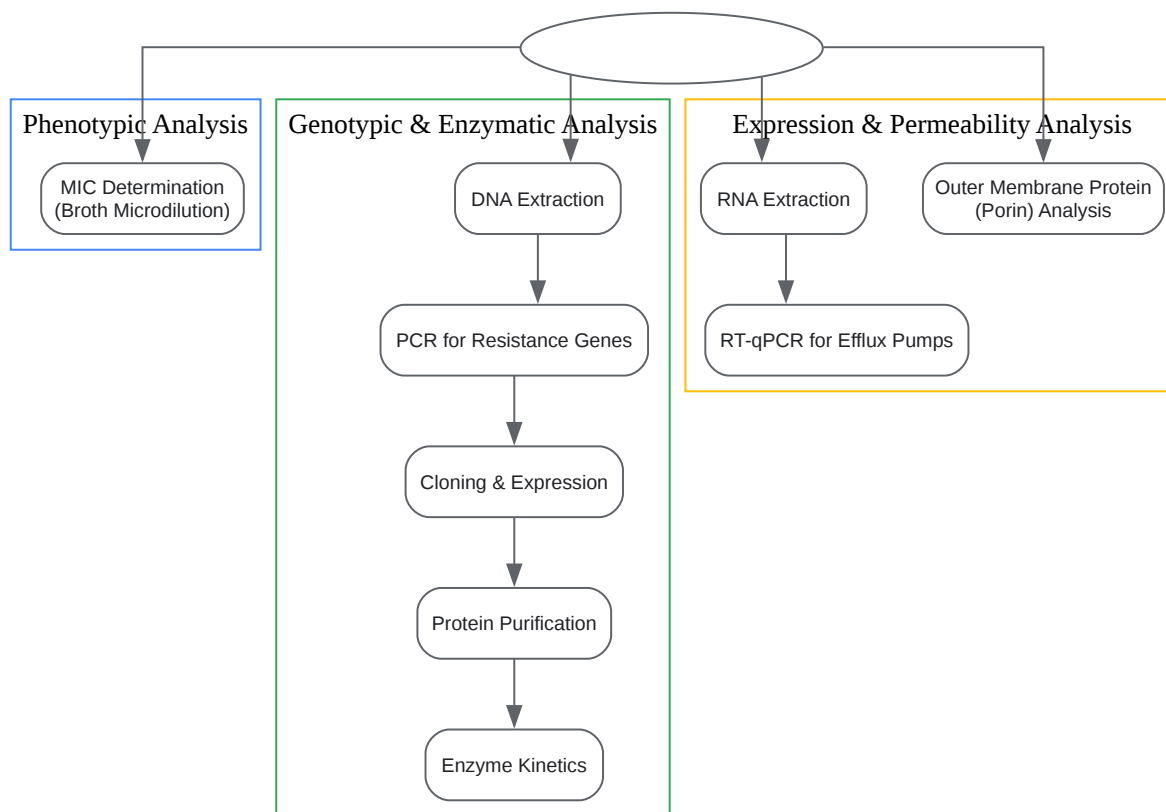 Phenotypic Analysis
MIC Determination
(Broth Microdilution)
Genotypic & Enzymatic Analysis
DNA Extraction
PCR for Resistance Genes
Cloning & Expression
Protein Purification
Enzyme Kinetics
Expression & Permeability Analysis
RNA Extraction
RT-qPCR for Efflux Pumps
Outer Membrane Protein
(Porin) Analysis